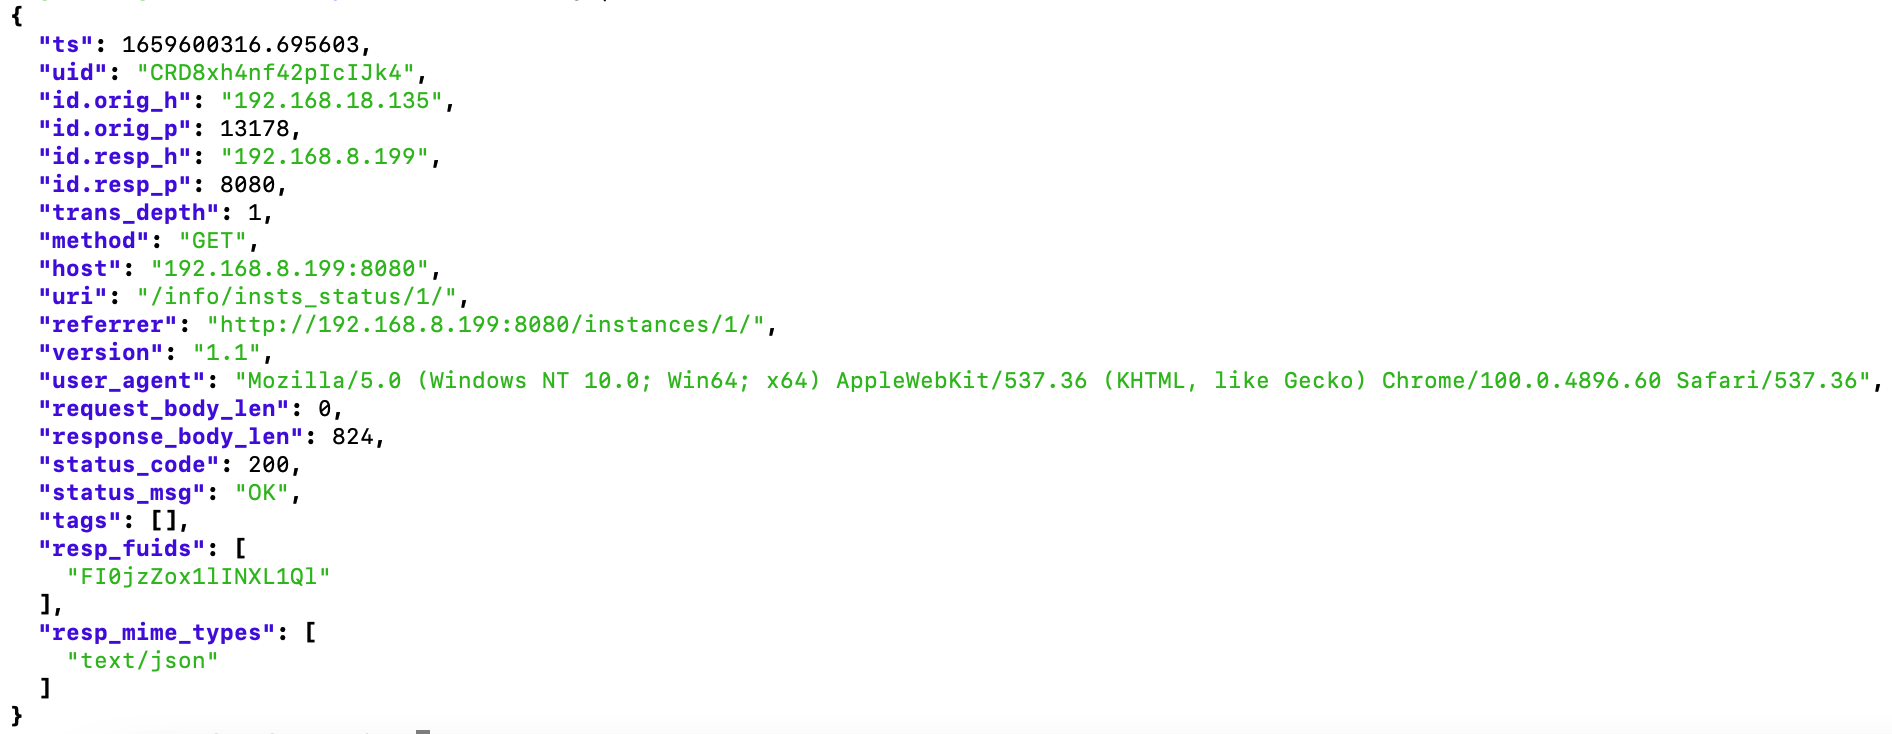 {
"ts": 1659600316.695603,
"uid": "CRD8xh4nf42pIcIJk4",
"id.orig_h": "192.168.18.135",
"id.orig_p": 13178,
"id.resp_h": "192.168.8.199",
"id.resp_p": 8080,
"trans_depth": 1,
"method": "GET",
"host": "192.168.8.199:8080",
"uri": "/info/insts_status/1/",
"referrer": "http://192.168.8.199:8080/instances/1/",
"version": "1.1",
"user_agent": "Mozilla/5.0 (Windows NT 10.0; Win64; x64) AppleWebKit/537.36 (KHTML, like Gecko) Chrome/100.0.4896.60 Safari/537.36",
"request_body_len": 0,
"response_body_len": 824,
"status_code": 200,
"status_msg": "OK",
"tags": [],
"resp_fuids": [
"FI0jzZox1lINXL1Ql"
],
"resp_mime_types": [
"text/json"
]
}